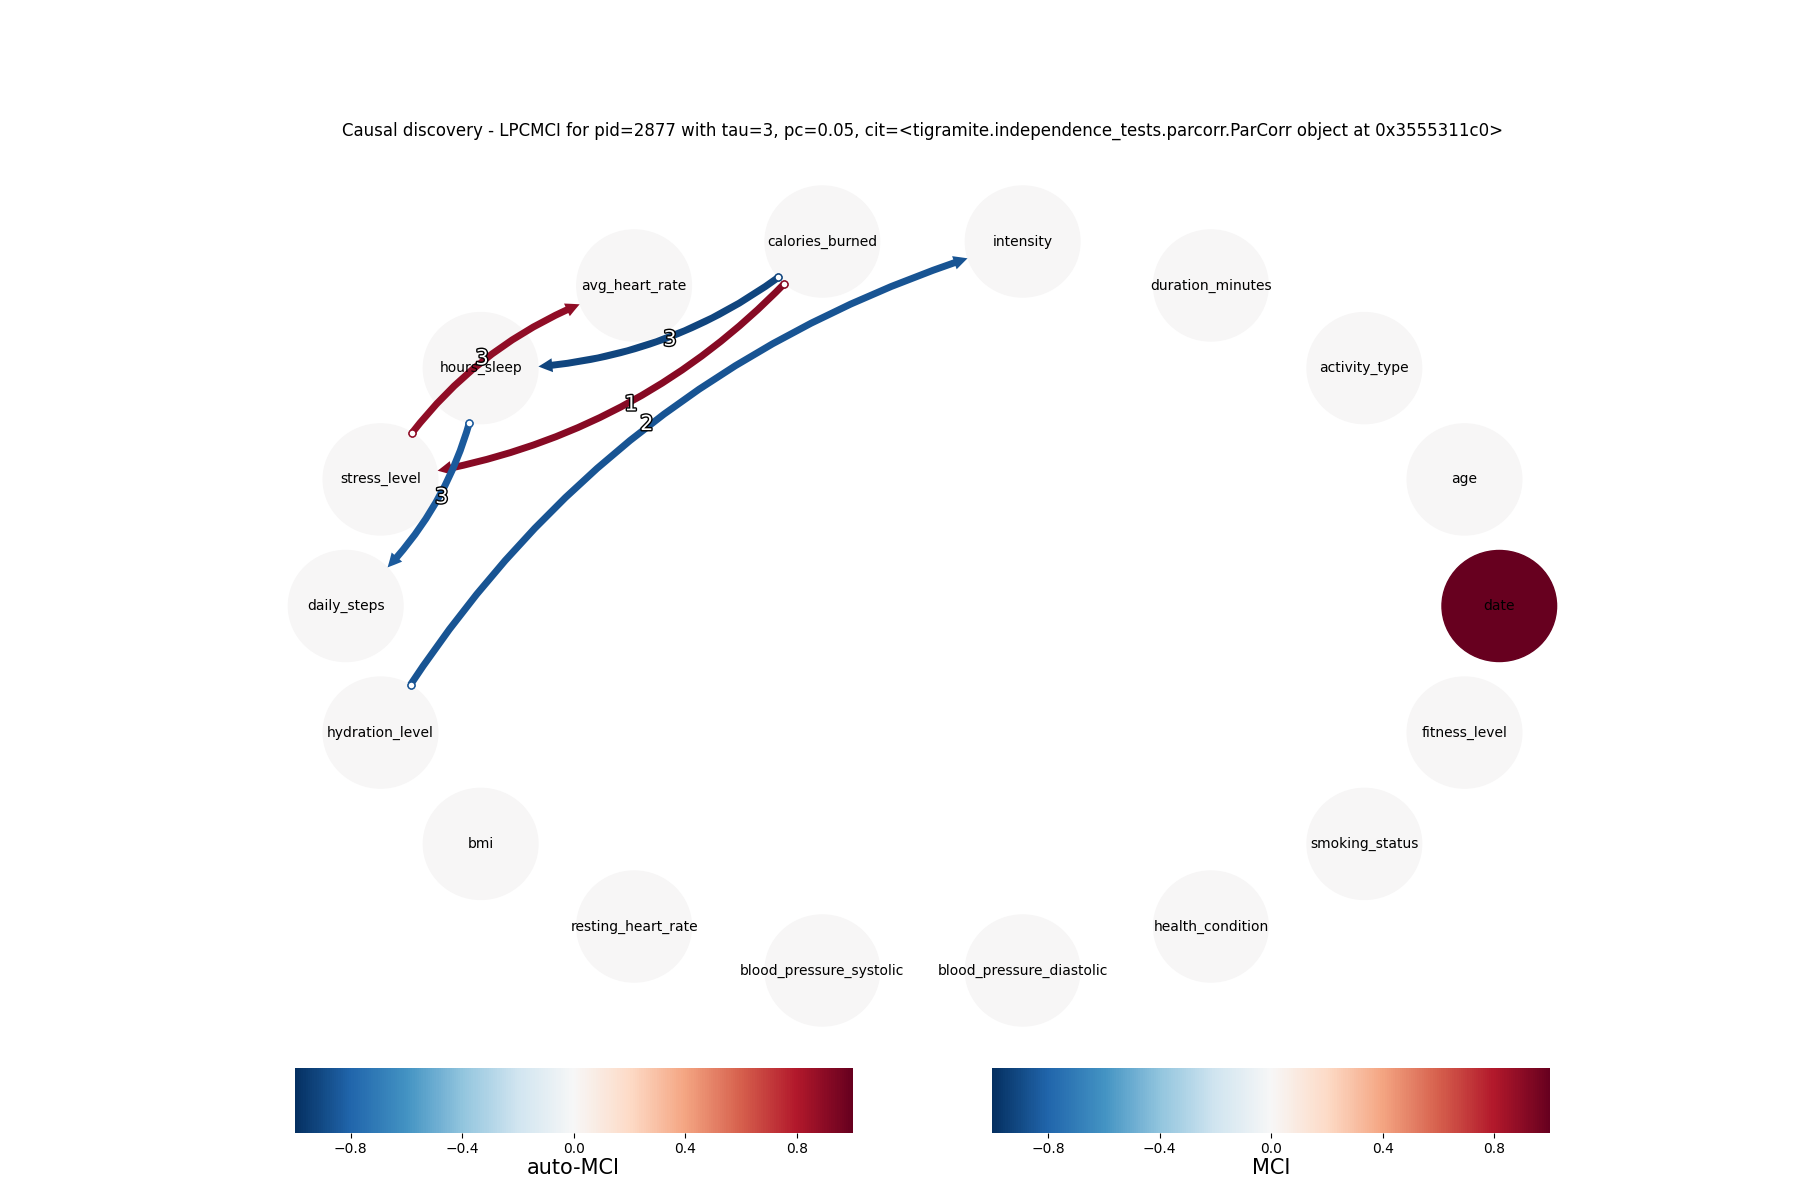 Causal discovery - LPCMCI for pid=2877 with tau=3, pc=0.05, cit=<tigramite.independence_tests.parcorr.ParCorr object at 0x3555311c0>
calories_burned
intensity
avg_heart_rate
duration_minutes
3
3
hours_sleep
activity_type
1
2
stress_level
age
3
daily_steps
date
hydration_level
fitness_level
bmi
smoking_status
resting_heart_rate
health_condition
blood_pressure_systolic
blood_pressure_diastolic
−0.8 −0.4 0.0 0.4 0.8
auto-MCI
−0.8 −0.4 0.0 0.4 0.8
MCI